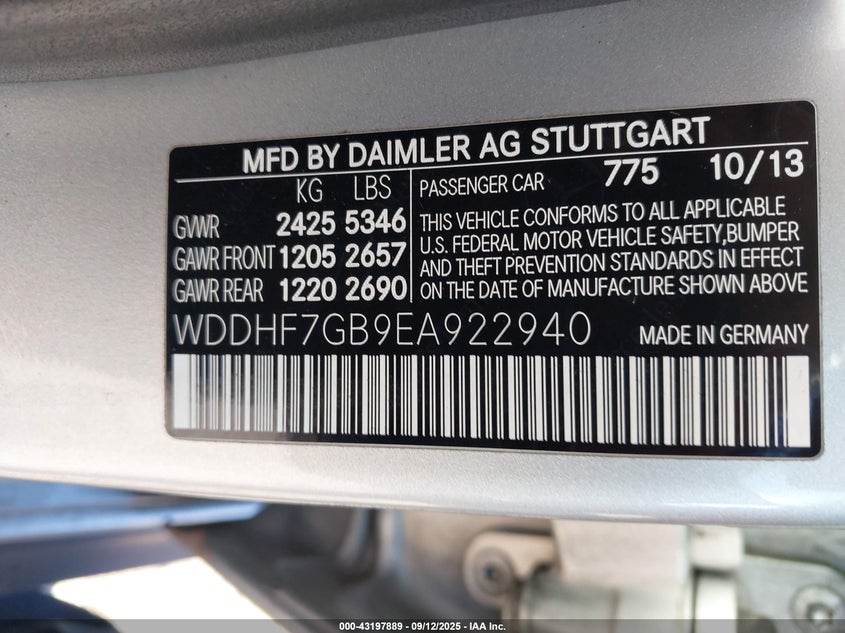 MFD BY DAIMLER AG STUTTGART
KG LBS
GVWR 2425 5346
GAWR FRONT 1205 2657
GAWR REAR 1220 2690
PASSENGER CAR 775 10/13
THIS VEHICLE CONFORMS TO ALL APPLICABLE
U.S. FEDERAL MOTOR VEHICLE SAFETY,BUMPER
AND THEFT PREVENTION STANDARDS IN EFFECT
ON THE DATE OF MANUFACTURE SHOWN ABOVE
WDDHF7GB9EA922940 MADE IN GERMANY
000-43197889 - 09/12/2025 - IAA Inc.